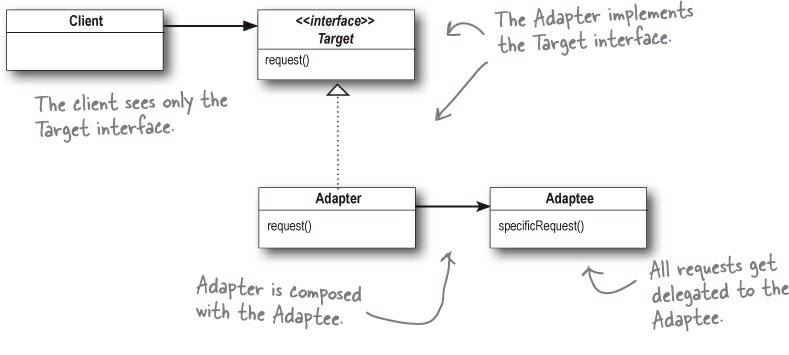 Client
<<interface>>
Target
request()
The Adapter implements
the Target interface.
The client sees only the
Target interface.
Adapter
request()
Adaptee
specificRequest()
Adapter is composed
with the Adaptee.
All requests get
delegated to the
Adaptee.